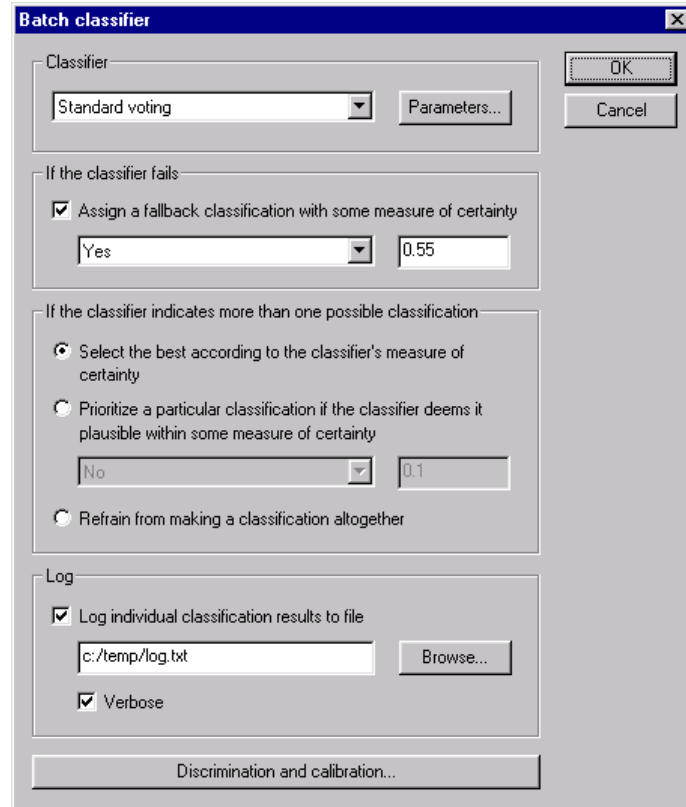 Batch classifier
Classifier
OK
Standard voting
Parameters...
Cancel
If the classifier fails
Assign a fallback classification with some measure of certainty
Yes
0.55
If the classifier indicates more than one possible classification
Select the best according to the classifier's measure of
certainty
Prioritize a particular classification if the classifier deems it
plausible within some measure of certainty
No
0.1
Refrain from making a classification altogether
Log
Log individual classification results to file
c:/temp/log.txt
Browse...
Verbose
Discrimination and calibration...